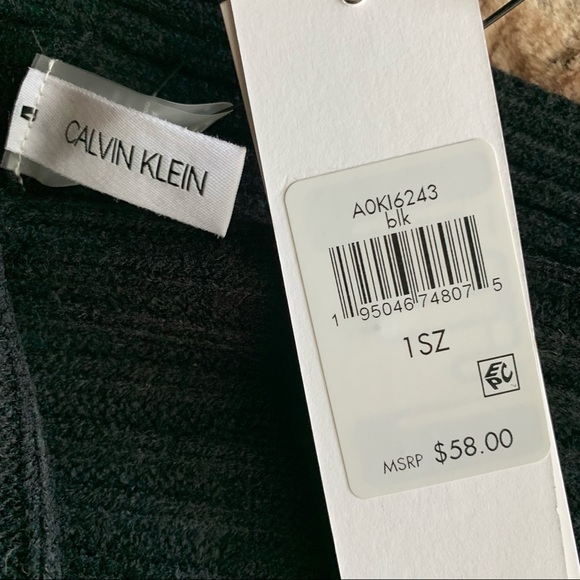 CALVIN KLEIN
A0KI6243
blk
1 95046 74807 5
1SZ
EPC
MSRP $58.00